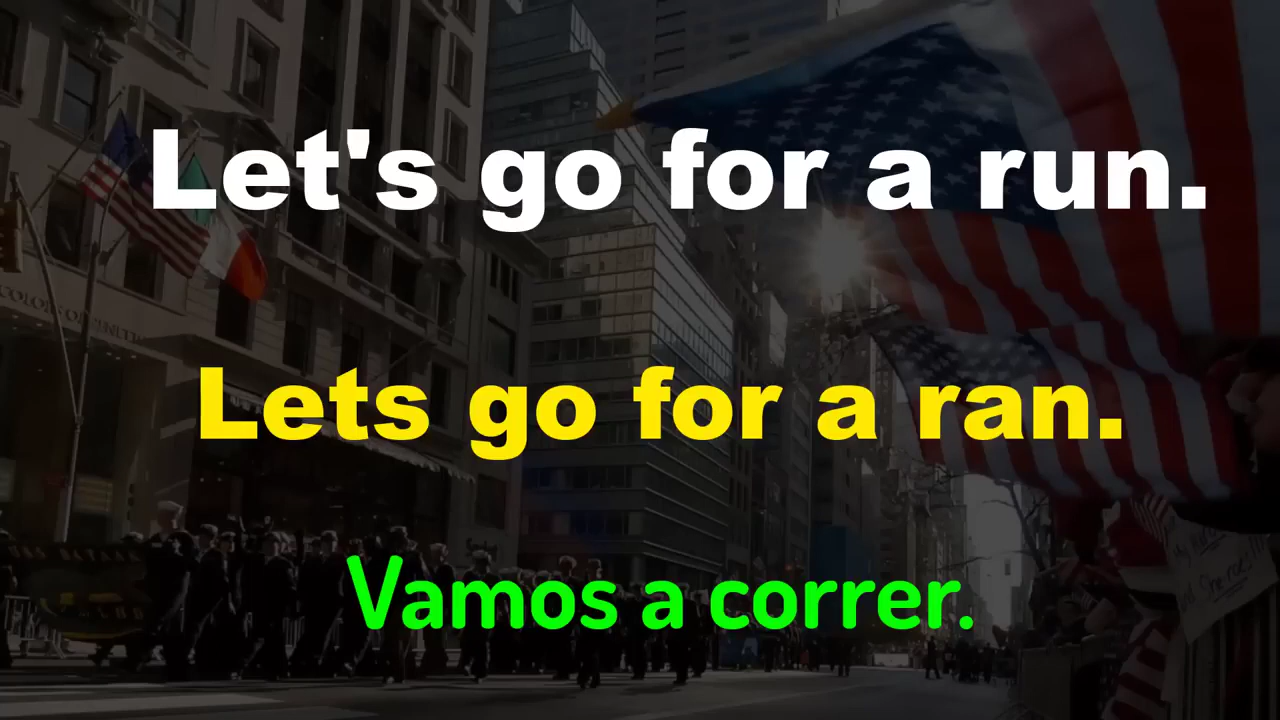 Let's go for a run.
Lets go for a ran.
Vamos a correr.